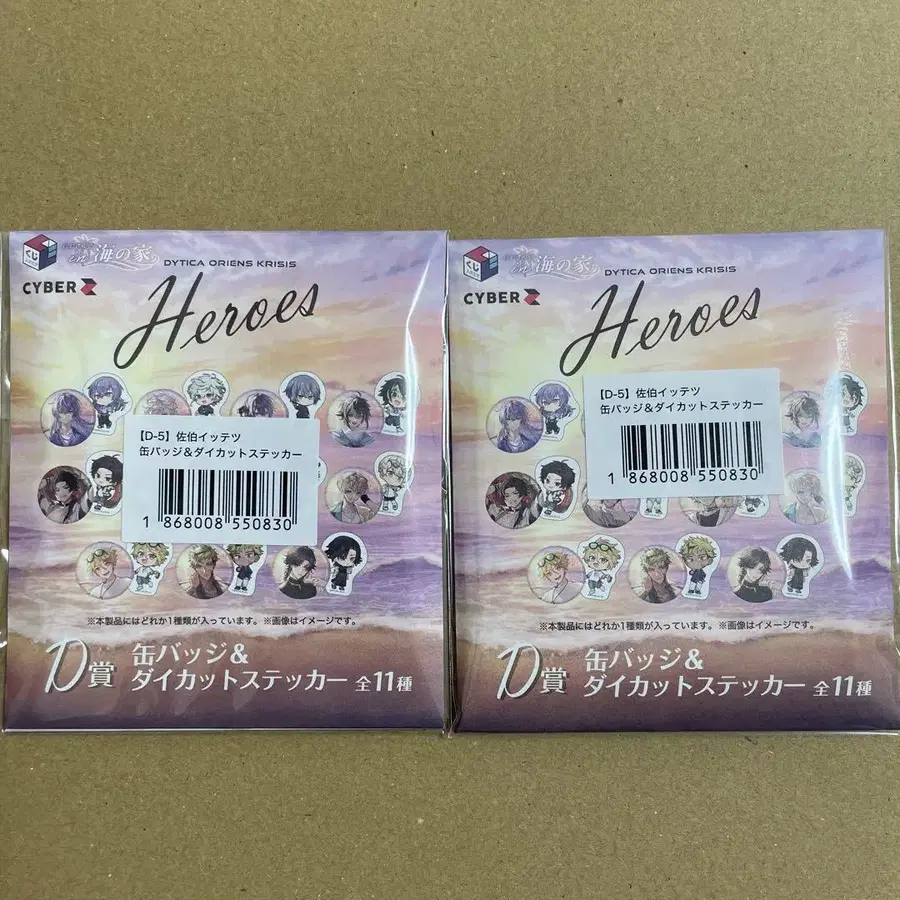 くじ
海の家
DYTICA ORIENS KRISIS
CYBER Z
Heroes
【D-5】佐伯イッテツ
缶バッジ&ダイカットステッカー
1 868008 550830
※本製品にはどれか1種類が入っています。※画像はイメージです。
D賞
缶バッジ&
ダイカットステッカー 全11種
くじ
海の家
DYTICA ORIENS KRISIS
CYBER Z
Heroes
【D-5】佐伯イッテツ
缶バッジ&ダイカットステッカー
1 868008 550830
※本製品にはどれか1種類が入っています。※画像はイメージです。
D賞
缶バッジ&
ダイカットステッカー 全11種